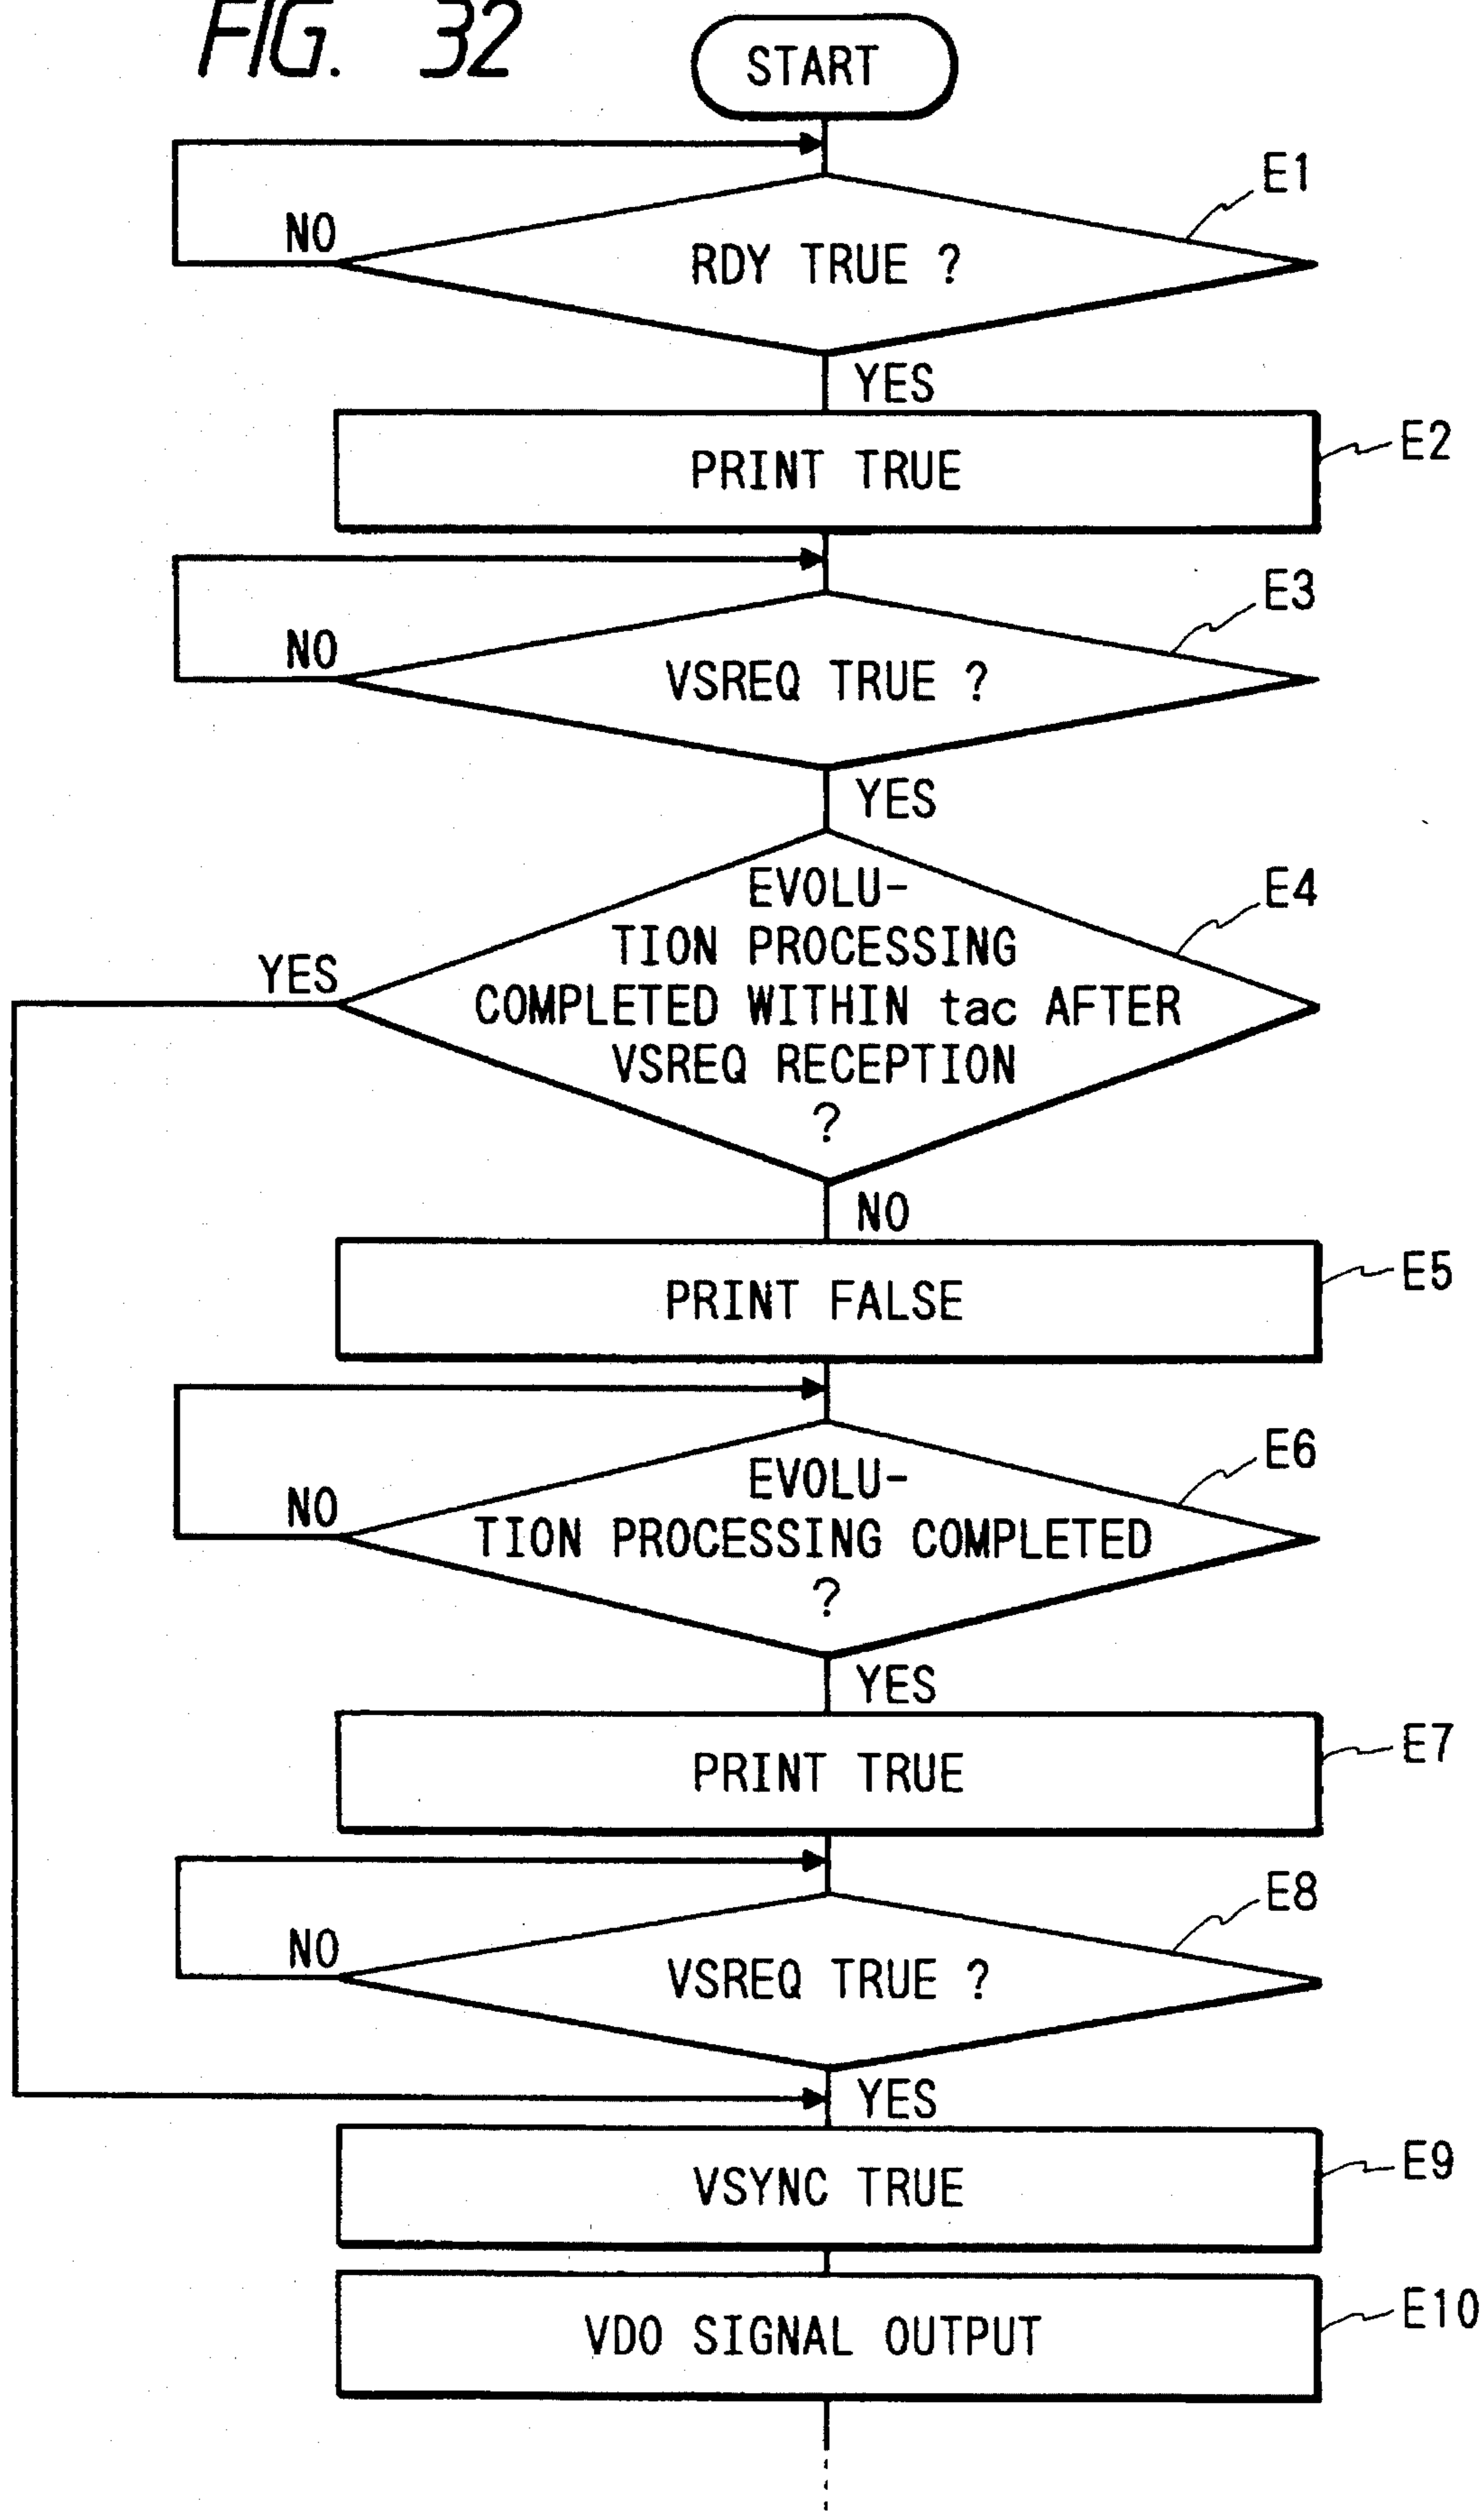 FIG. 32
START
E1
NO
RDY TRUE ?
YES
E2
PRINT TRUE
E3
NO
VSREQ TRUE ?
YES
E4
EVOLU-
TION PROCESSING
YES
COMPLETED WITHIN tac AFTER
VSREQ RECEPTION
?
NO
E5
PRINT FALSE
E6
EVOLU-
NO
TION PROCESSING COMPLETED
?
YES
E7
PRINT TRUE
E8
NO
VSREQ TRUE ?
YES
E9
VSYNC TRUE
E10
VDO SIGNAL OUTPUT